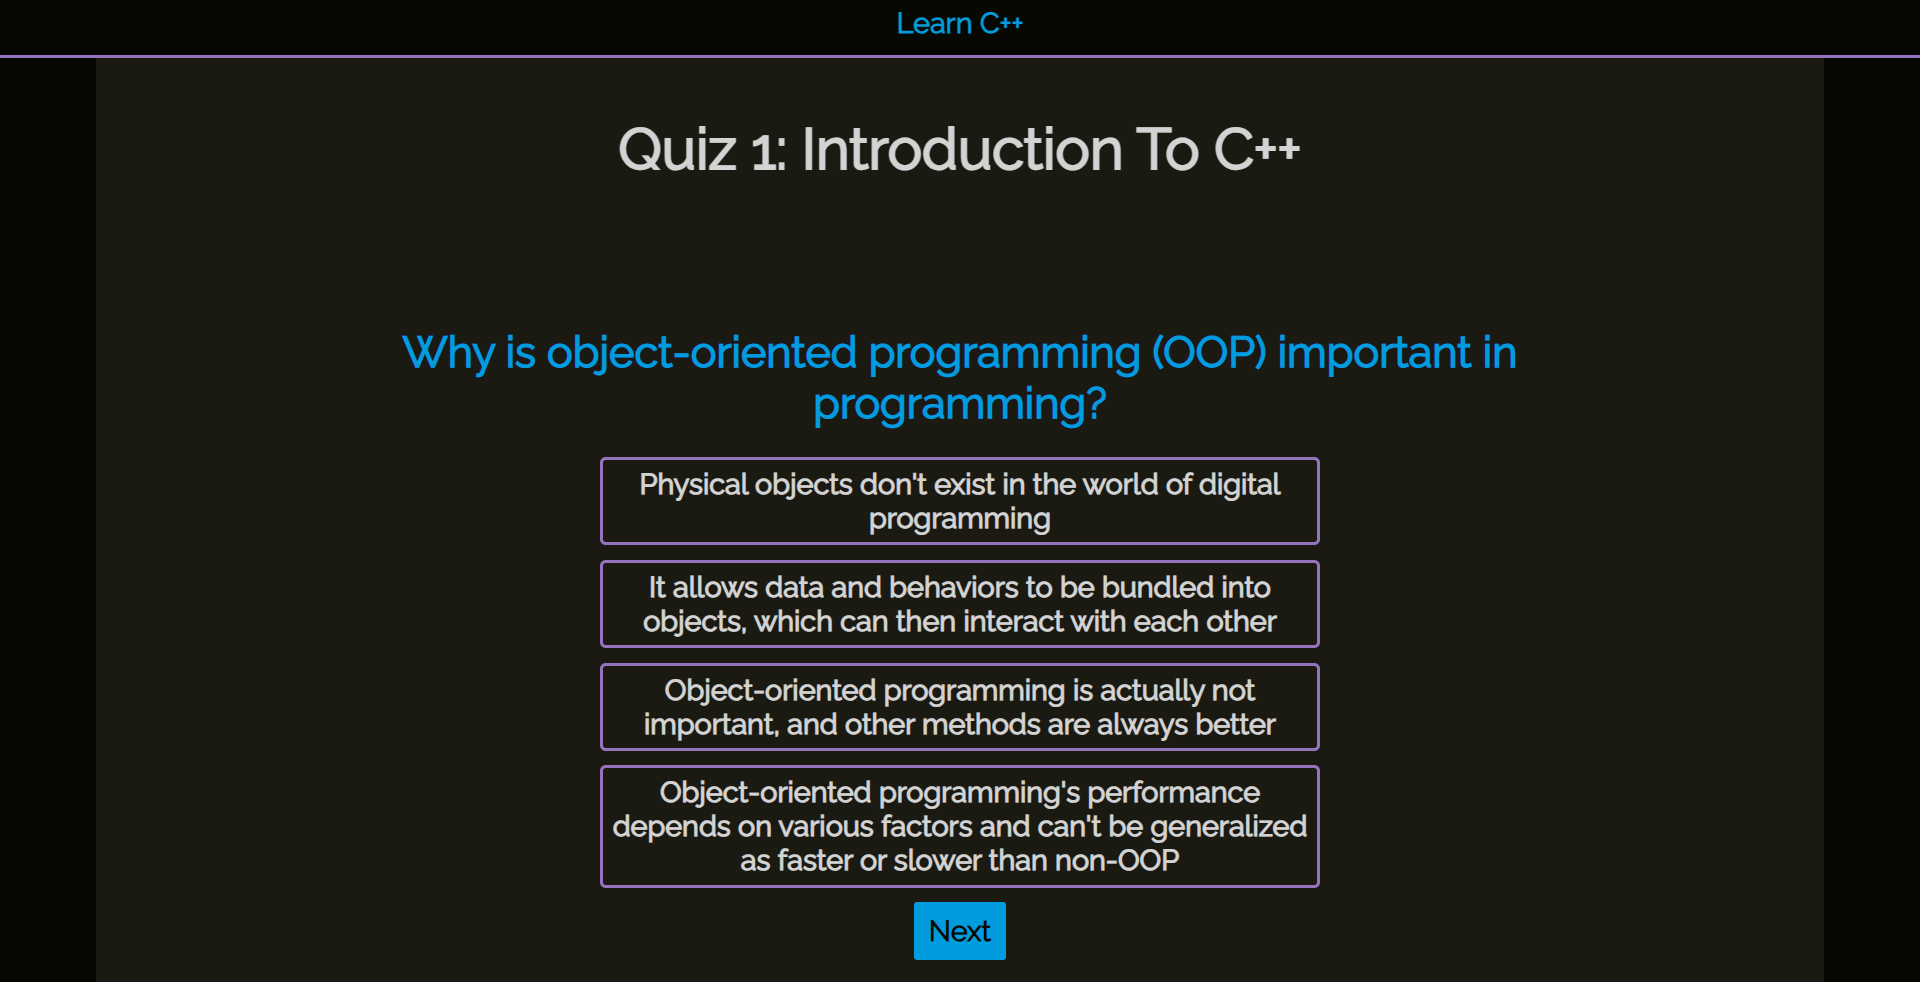 Learn C++
Quiz 1: Introduction To C++
Why is object-oriented programming (OOP) important in
programming?
Physical objects don't exist in the world of digital
programming
It allows data and behaviors to be bundled into
objects, which can then interact with each other
Object-oriented programming is actually not
important, and other methods are always better
Object-oriented programming's performance
depends on various factors and can't be generalized
as faster or slower than non-OOP
Next